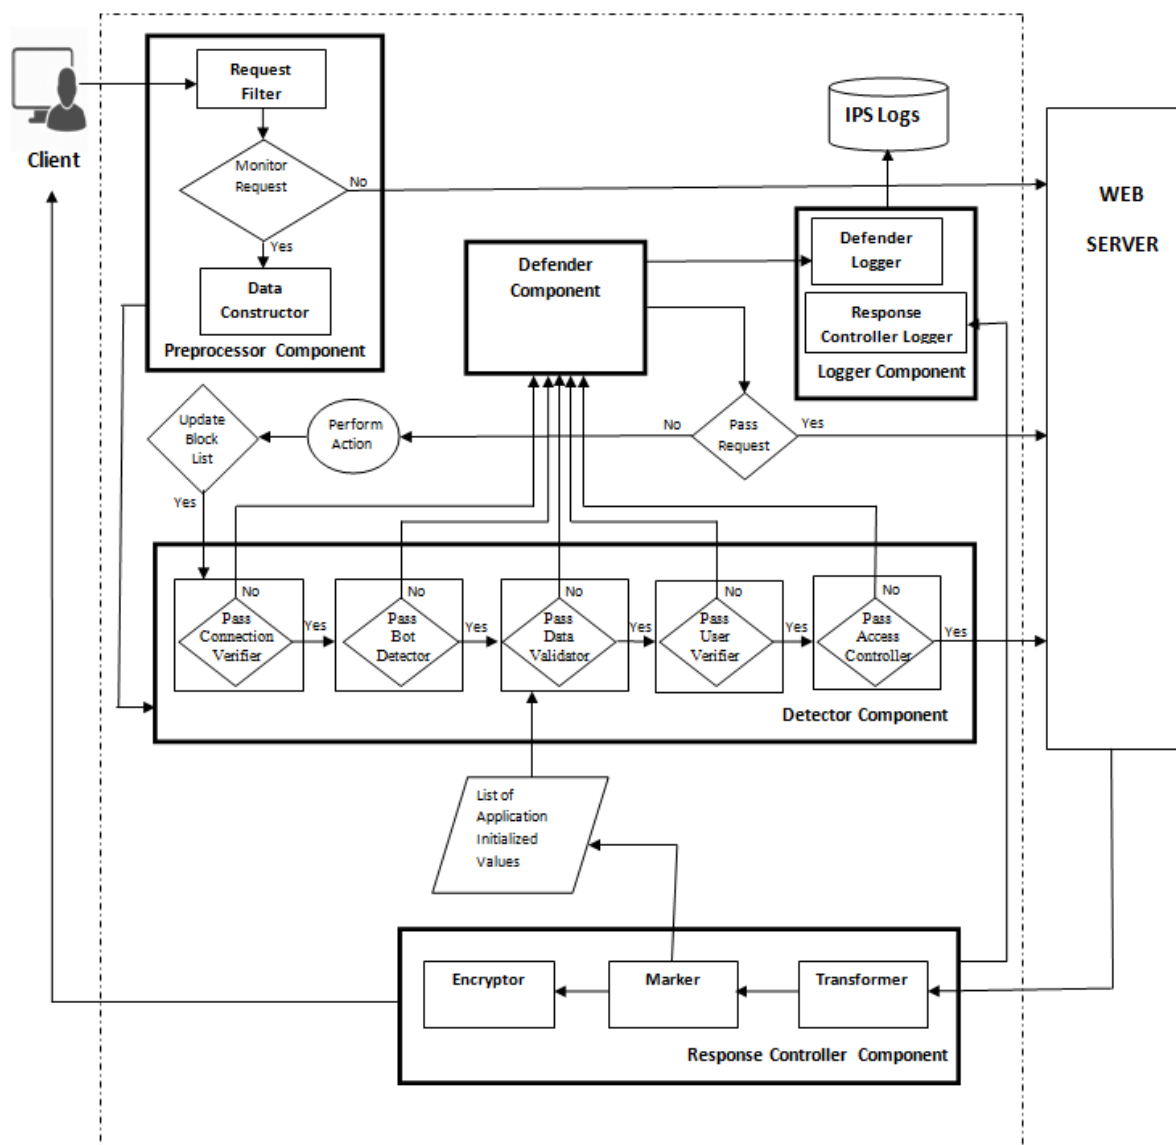 Request
Filter
Client
Monitor
Request
No
Yes
Data
Constructor
Preprocessor Component
IPS Logs
WEB
SERVER
Defender
Component
Defender
Logger
Response
Controller Logger
Logger Component
Update
Block
List
Perform
Action
No
Pass
Request
Yes
Yes
No
Pass
Connection
Verifier
Yes
No
Pass
Bot
Detector
Yes
No
Pass
Data
Validator
Yes
No
Pass
User
Verifier
Yes
No
Pass
Access
Controller
Yes
Detector Component
List of
Application
Initialized
Values
Encryptor
Marker
Transformer
Response Controller Component